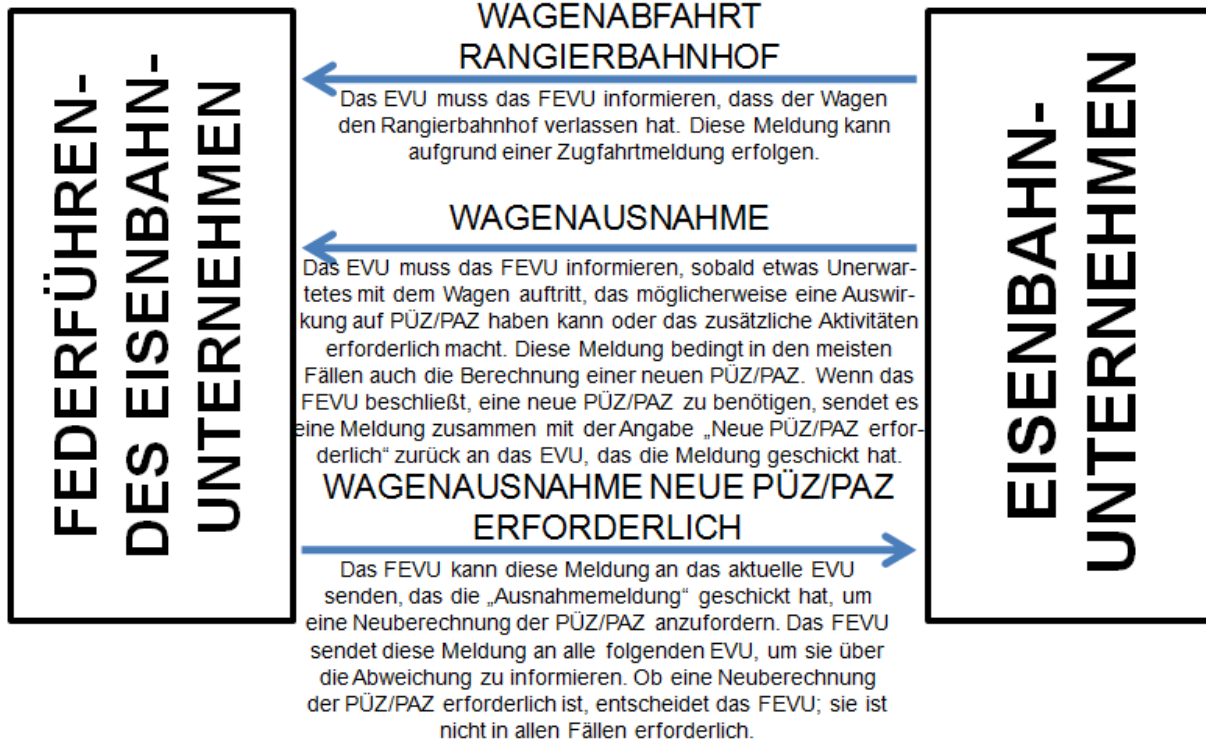 FEDERFÜHREN-
DES EISENBAHN-
UNTERNEHMEN
WAGENABFAHRT
RANGIERBAHNHOF
Das EVU muss das FEVU informieren, dass der Wagen
den Rangierbahnhof verlassen hat. Diese Meldung kann
aufgrund einer Zugfahrtmeldung erfolgen.
WAGENAUSNAHME
Das EVU muss das FEVU informieren, sobald etwas Unerwar-
tetes mit dem Wagen auftritt, das möglicherweise eine Auswir-
kung auf PÜZ/PAZ haben kann oder das zusätzliche Aktivitäten
erforderlich macht. Diese Meldung bedingt in den meisten
Fällen auch die Berechnung einer neuen PÜZ/PAZ. Wenn das
FEVU beschließt, eine neue PÜZ/PAZ zu benötigen, sendet es
eine Meldung zusammen mit der Angabe „Neue PÜZ/PAZ erfor-
derlich“ zurück an das EVU, das die Meldung geschickt hat.
WAGENAUSNAHME NEUE PÜZ/PAZ
ERFORDERLICH
Das FEVU kann diese Meldung an das aktuelle EVU
senden, das die „Ausnahmemeldung“ geschickt hat, um
eine Neuberechnung der PÜZ/PAZ anzufordern. Das FEVU
sendet diese Meldung an alle folgenden EVU, um sie über
die Abweichung zu informieren. Ob eine Neuberechnung
der PÜZ/PAZ erforderlich ist, entscheidet das FEVU; sie ist
nicht in allen Fällen erforderlich.
EISENBAHN-
UNTERNEHMEN